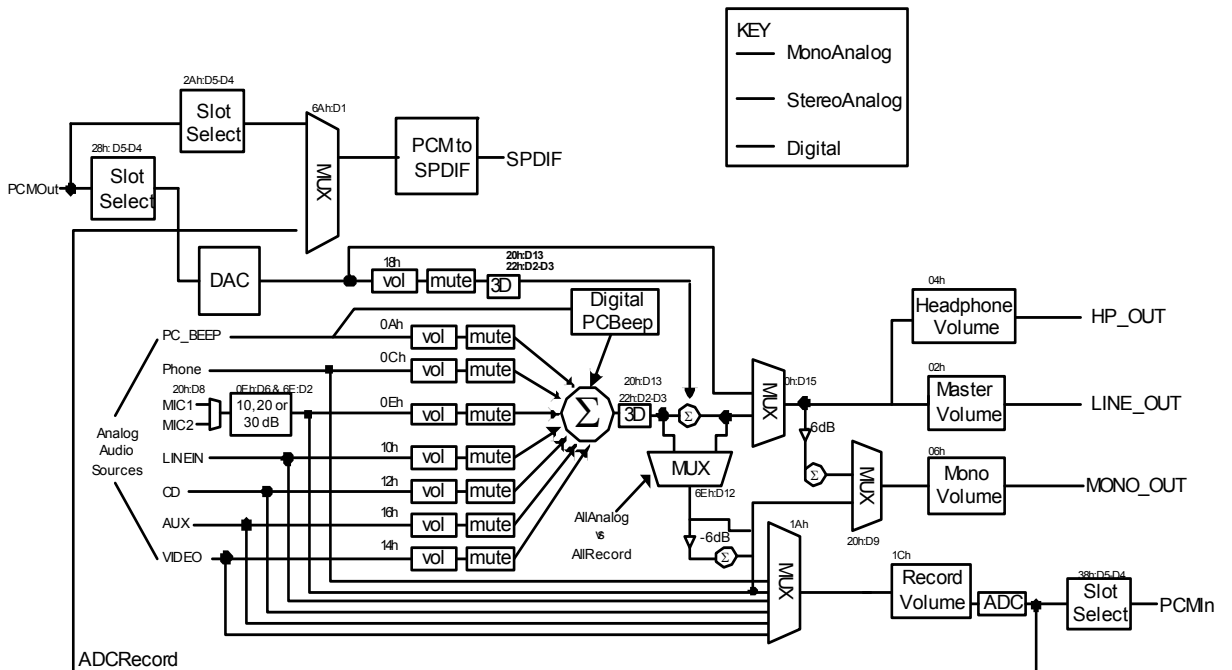 KEY
MonoAnalog
StereoAnalog
Digital
2Ah:D5-D4
Slot
Select
6Ah:D1
MUX
PCM to
SPDIF
SPDIF
28h: D5-D4
PCMOut
Slot
Select
DAC
18h
vol
mute
20h:D13
22h:D2-D3
3D
Digital
PCBeep
04h
Headphone
Volume
HP_OUT
PC_BEEP
0Ah
vol
mute
Phone
0Ch
vol
mute
20h:D8
0Eh:D6 & 6E:D2
MIC1
MIC2
10, 20 or
30 dB
0Eh
vol
mute
Σ
20h:D13
22h:D2-D3
3D
Σ
MUX
0h:D15
02h
Master
Volume
LINE_OUT
Analog
Audio
Sources
LINEIN
10h
vol
mute
MUX
6Eh:D12
-6dB
Σ
MUX
20h:D9
06h
Mono
Volume
MONO_OUT
CD
12h
vol
mute
AUX
16h
vol
mute
AllAnalog
vs
AllRecord
VIDEO
14h
vol
mute
-6dB
Σ
1Ah
MUX
1Ch
Record
Volume
ADC
38h:D5-D4
Slot
Select
PCMIn
ADCRecord